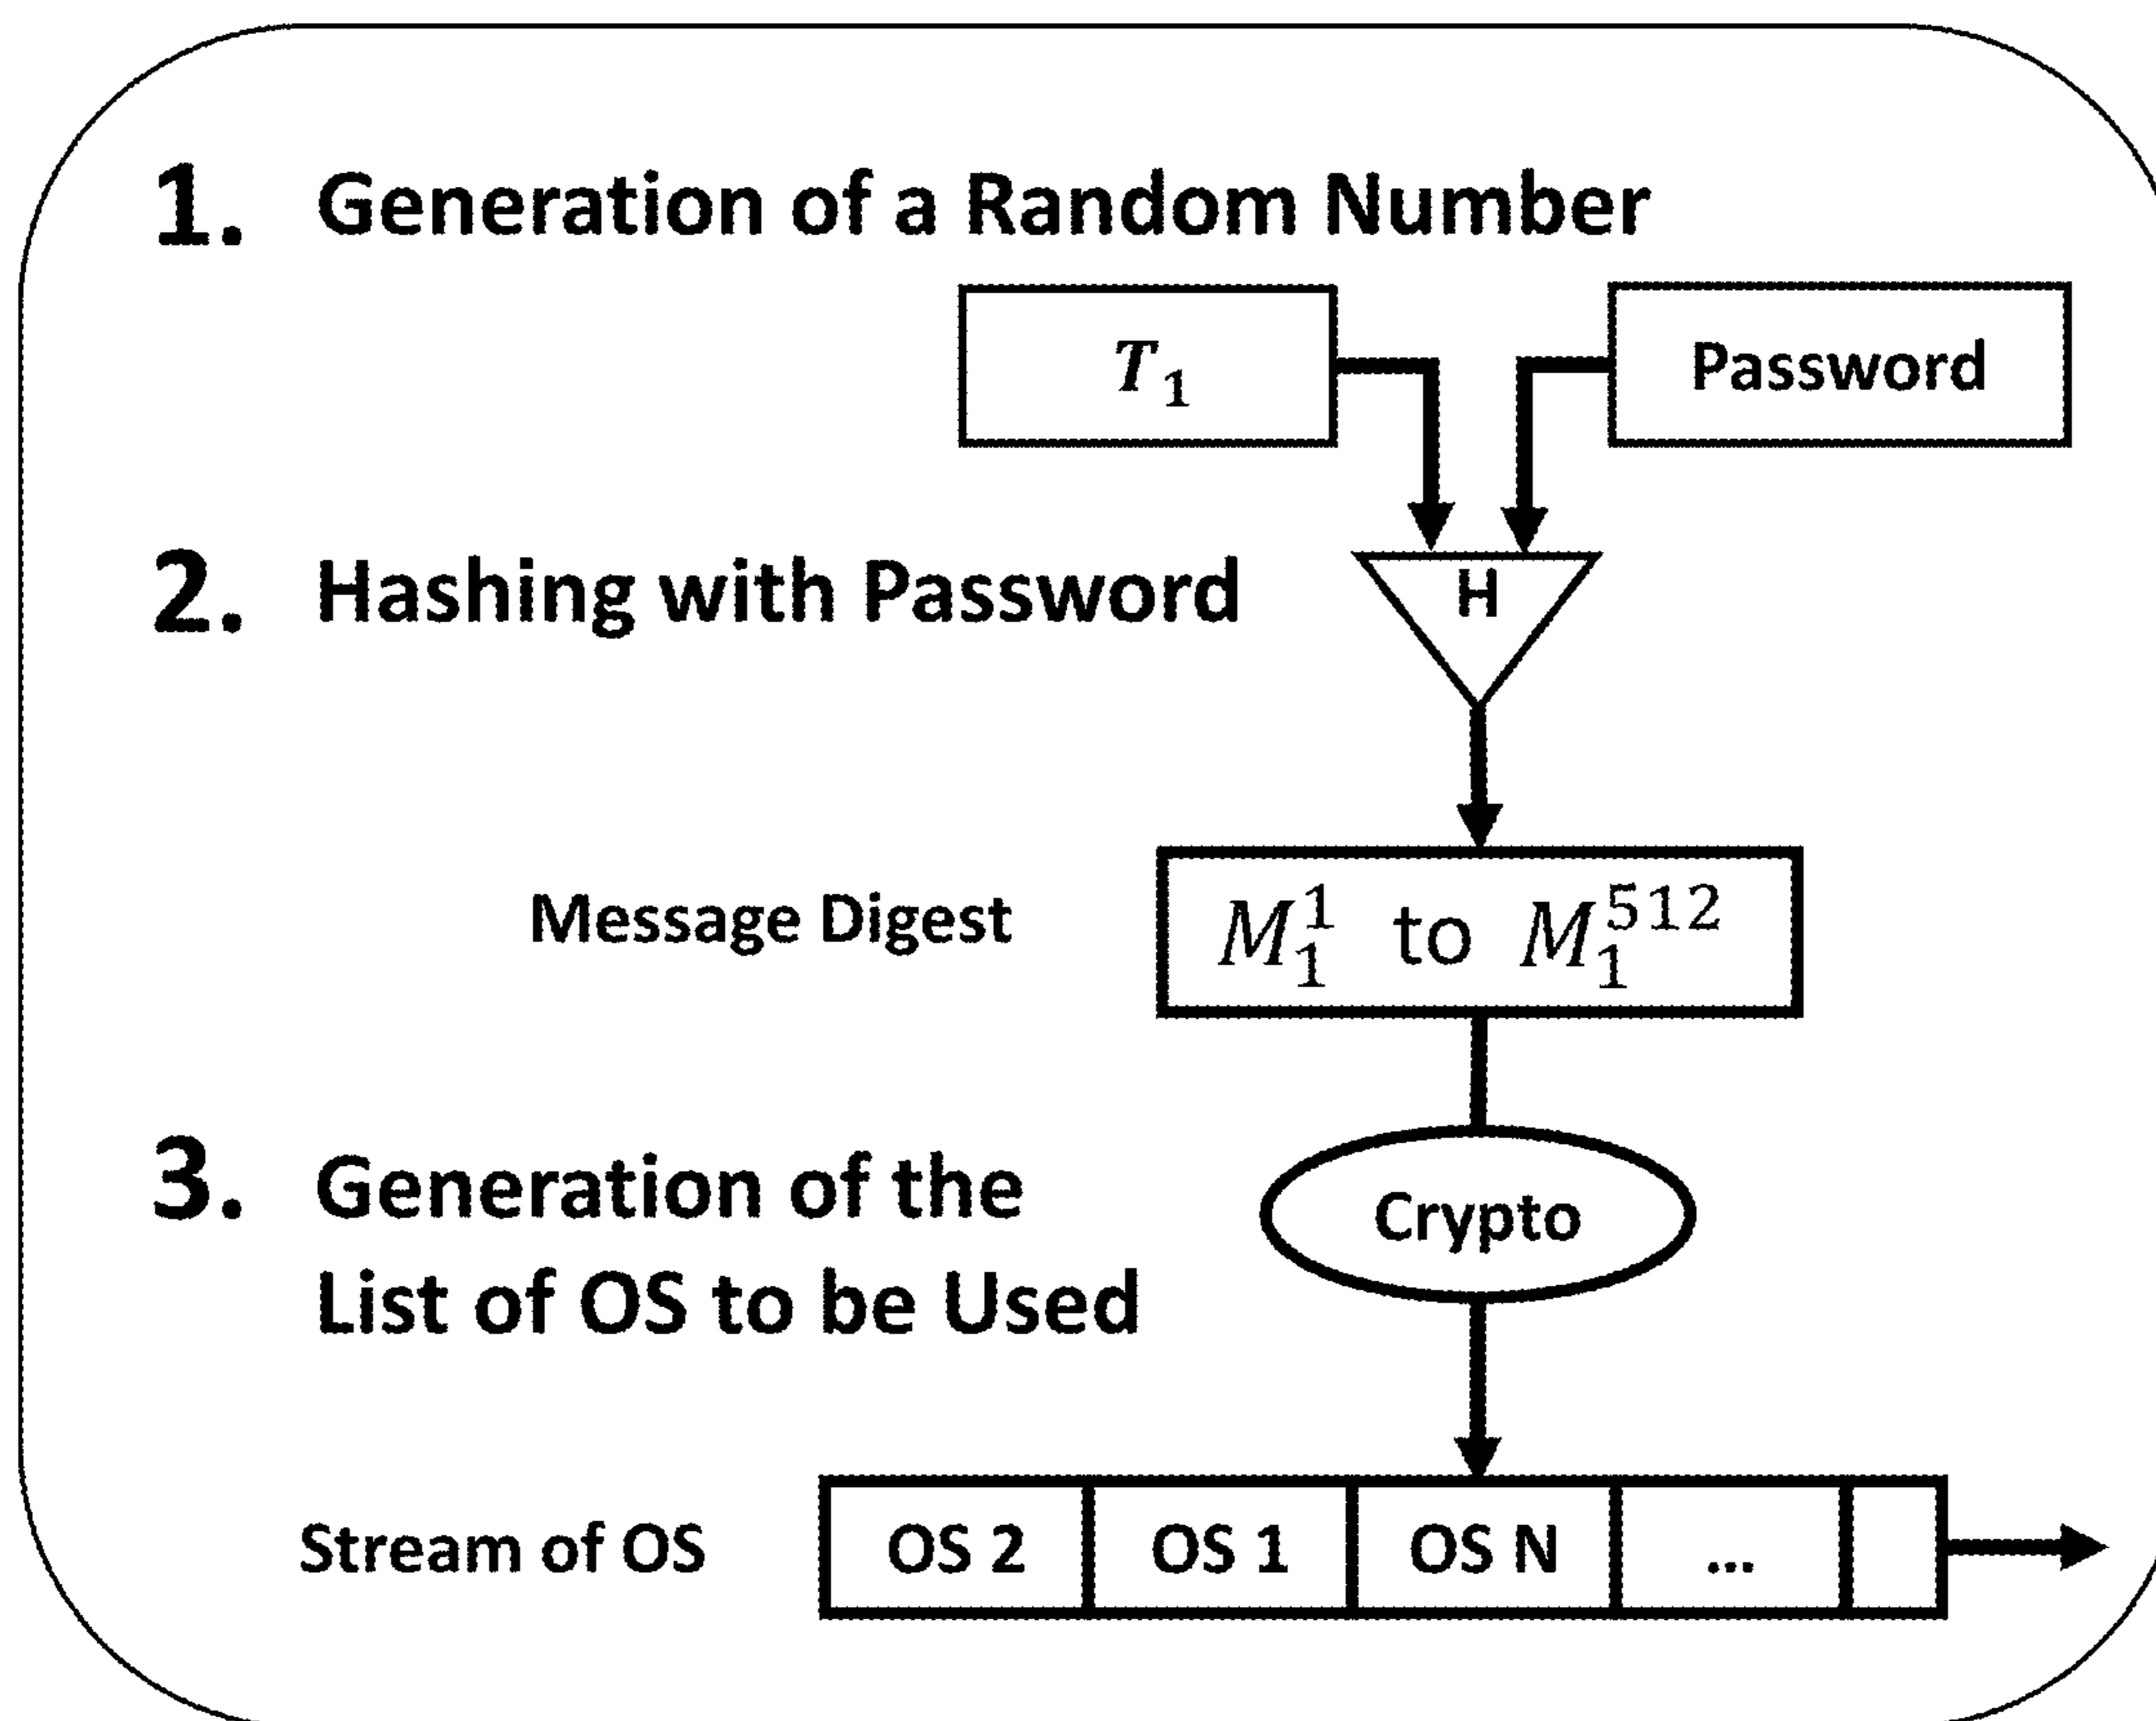 1. Generation of a Random Number
T₁
Password
2. Hashing with Password
H
Message Digest
M₁¹ to M₁⁵¹²
3. Generation of the
List of OS to be Used
Crypto
Stream of OS
OS 2
OS 1
OS N
...